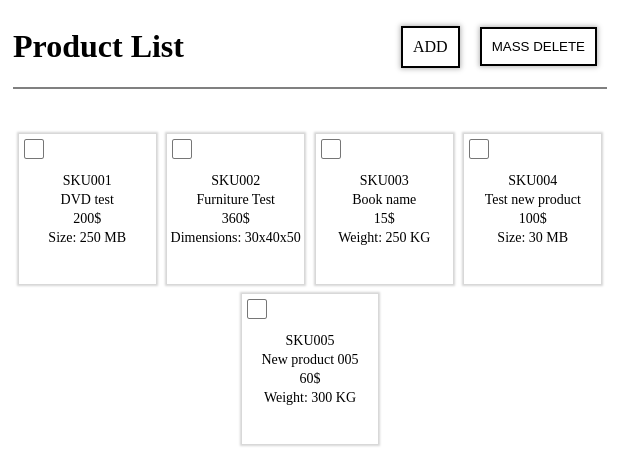 Product List
ADD
MASS DELETE
SKU001
DVD test
200$
Size: 250 MB
SKU002
Furniture Test
360$
Dimensions: 30x40x50
SKU003
Book name
15$
Weight: 250 KG
SKU004
Test new product
100$
Size: 30 MB
SKU005
New product 005
60$
Weight: 300 KG